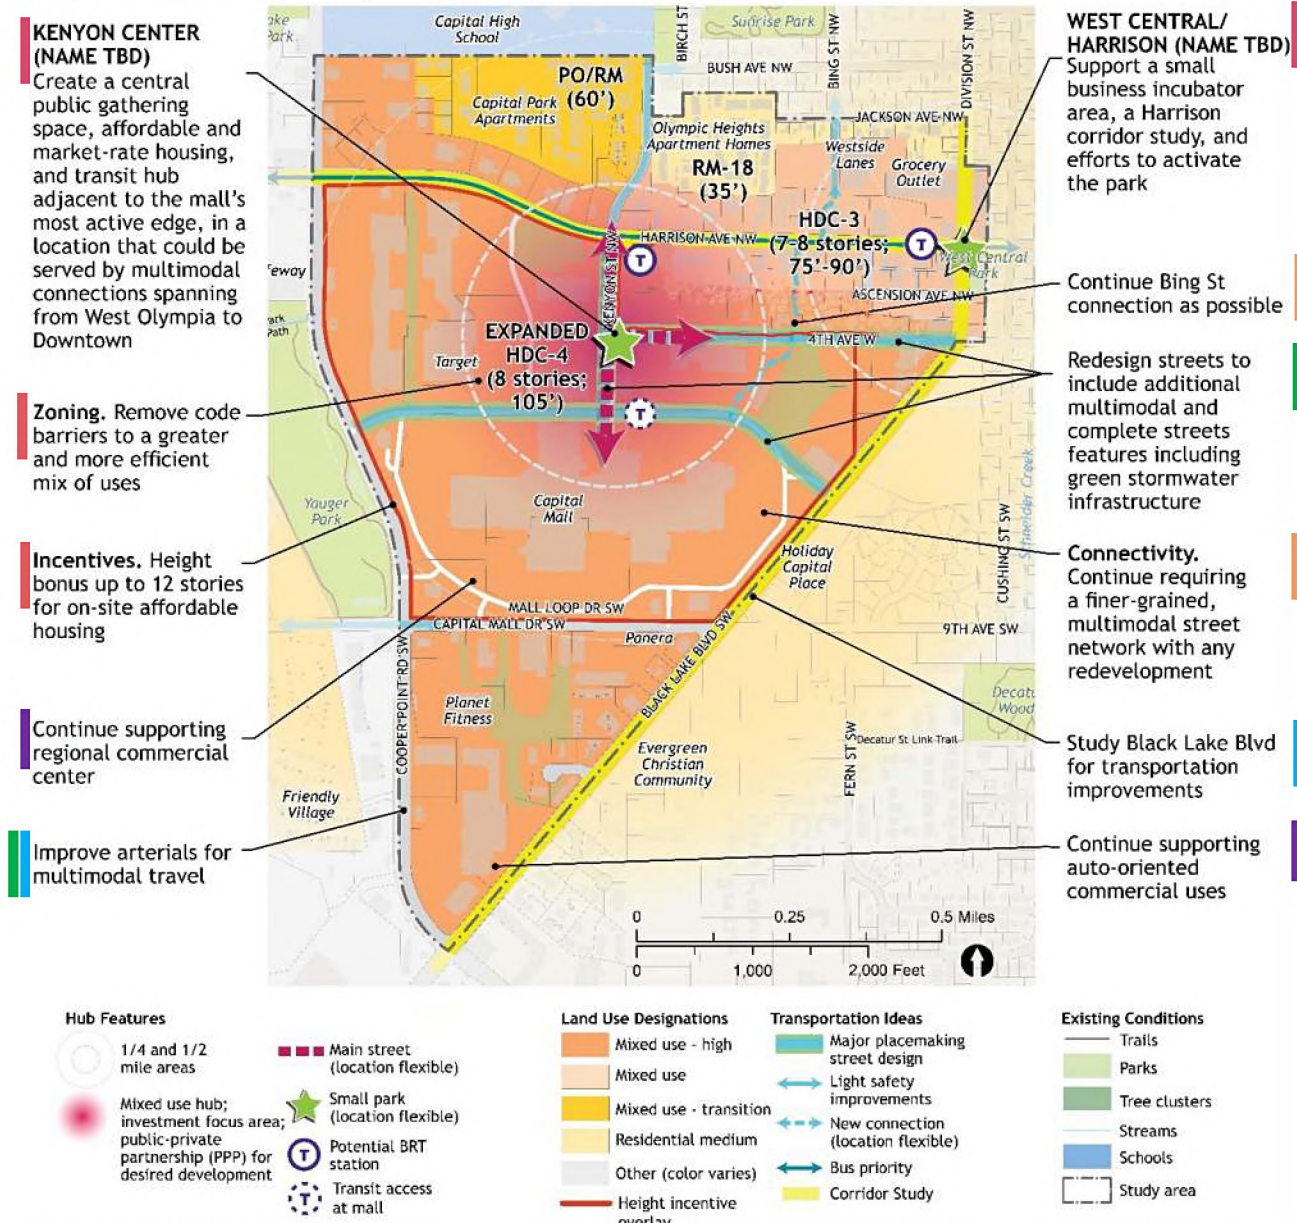 KENYON CENTER
(NAME TBD)
Create a central
public gathering
space, affordable and
market-rate housing,
and transit hub
adjacent to the mall's
most active edge, in a
location that could be
served by multimodal
connections spanning
from West Olympia to
Downtown
Zoning. Remove code
barriers to a greater
and more efficient
mix of uses
Incentives. Height
bonus up to 12 stories
for on-site affordable
housing
Continue supporting
regional commercial
center
Improve arterials for
multimodal travel
ake
Park
Capital High
School
BIRCH ST
Sunrise Park
BING ST NW
DIVISION ST NW
BUSH AVE NW
PO/RM
(60')
Capital Park
Apartments
JACKSON AVE NW
Olympic Heights
Apartment Homes
RM-18
(35')
Westside
Lanes
Grocery
Outlet
HDC-3
(7-8 stories;
75'-90')
HARRISON AVE NW
T
T
KENYON ST NW
West Central
Park
feway
ark
Path
ASCENSION AVE NW
EXPANDED
HDC-4
(8 stories;
105')
4TH AVE W
Target
T
Yauger
Park
Capital
Mall
Schneider Creek
CUSHING ST SW
Holiday
Capital
Place
MALL LOOP DR SW
CAPITAL MALL DR SW
Panera
9TH AVE SW
COOPER POINT RD SW
BLACK LAKE BLVD SW
Planet
Fitness
Decatu
Wood
Evergreen
Christian
Community
FERN ST SW
Decatur St Link Trail
Friendly
Village
0 0.25 0.5 Miles
0 1,000 2,000 Feet
WEST CENTRAL/
HARRISON (NAME TBD)
Support a small
business incubator
area, a Harrison
corridor study, and
efforts to activate
the park
Continue Bing St
connection as possible
Redesign streets to
include additional
multimodal and
complete streets
features including
green stormwater
infrastructure
Connectivity.
Continue requiring
a finer-grained,
multimodal street
network with any
redevelopment
Study Black Lake Blvd
for transportation
improvements
Continue supporting
auto-oriented
commercial uses
Hub Features
1/4 and 1/2
mile areas
Mixed use hub;
investment focus area;
public-private
partnership (PPP) for
desired development
Main street
(location flexible)
Small park
(location flexible)
T
Potential BRT
station
T
Transit access
at mall
Land Use Designations
Mixed use - high
Mixed use
Mixed use - transition
Residential medium
Other (color varies)
Height incentive
overlay
Transportation Ideas
Major placemaking
street design
Light safety
improvements
New connection
(location flexible)
Bus priority
Corridor Study
Existing Conditions
Trails
Parks
Tree clusters
Streams
Schools
Study area